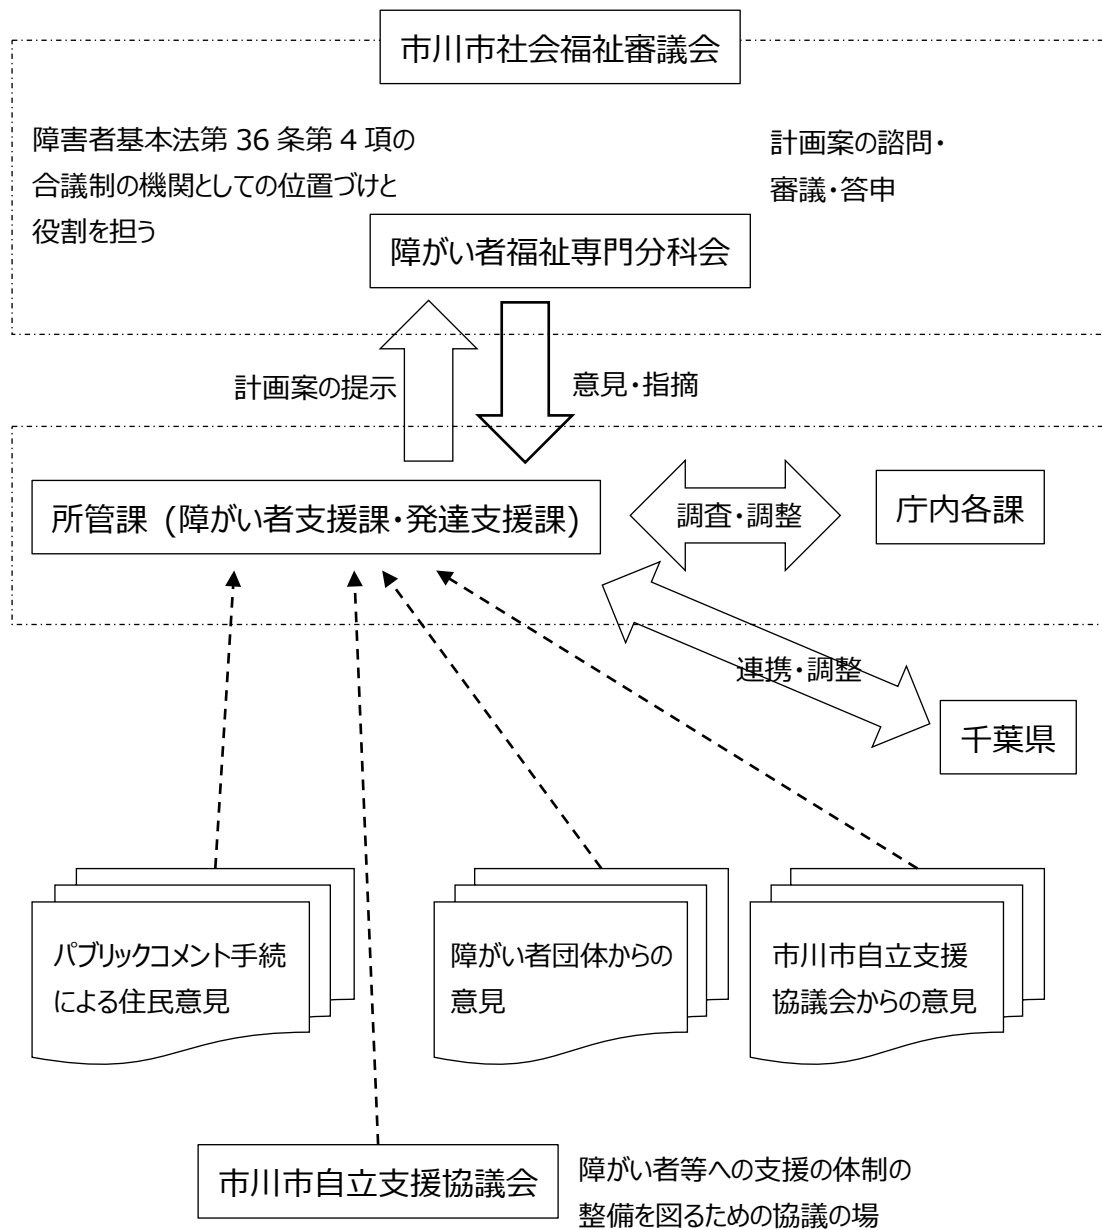 市川市社会福祉審議会
障害者基本法第 36 条第 4 項の
合議制の機関としての位置づけと
役割を担う
計画案の諮問・
審議・答申
障がい者福祉専門分科会
計画案の提示
意見・指摘
所管課 (障がい者支援課・発達支援課)
調査・調整
庁内各課
連携・調整
千葉県
パブリックコメント手続
による住民意見
障がい者団体からの
意見
市川市自立支援
協議会からの意見
市川市自立支援協議会
障がい者等への支援の体制の
整備を図るための協議の場